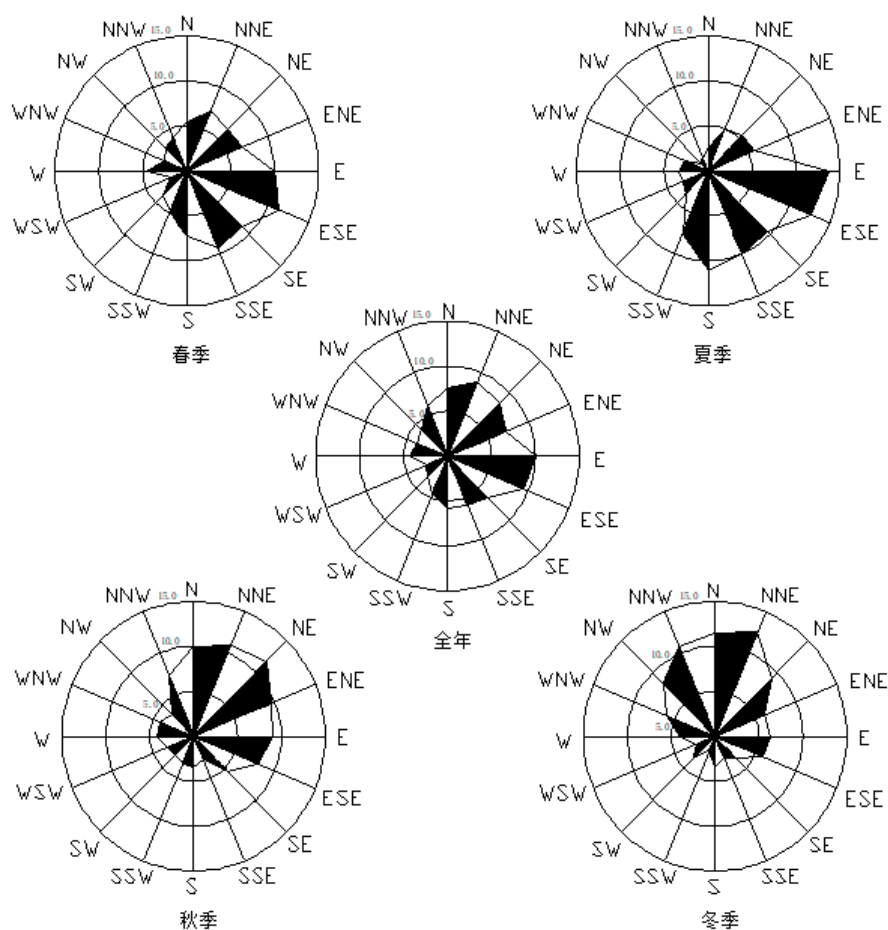 N
NNW 15.0 NNE
NW NE
10.0
WNW ENE
5.0
W E
WSW ESE
SW SE
SSW SSE
S
春季
N
NNW 15.0 NNE
NW NE
10.0
WNW ENE
5.0
W E
WSW ESE
SW SE
SSW SSE
S
夏季
N
NNW 15.0 NNE
NW NE
10.0
WNW ENE
5.0
W E
WSW ESE
SW SE
SSW SSE
S
全年
N
NNW 15.0 NNE
NW NE
10.0
WNW ENE
5.0
W E
WSW ESE
SW SE
SSW SSE
S
秋季
N
NNW 15.0 NNE
NW NE
10.0
WNW ENE
5.0
W E
WSW ESE
SW SE
SSW SSE
S
冬季